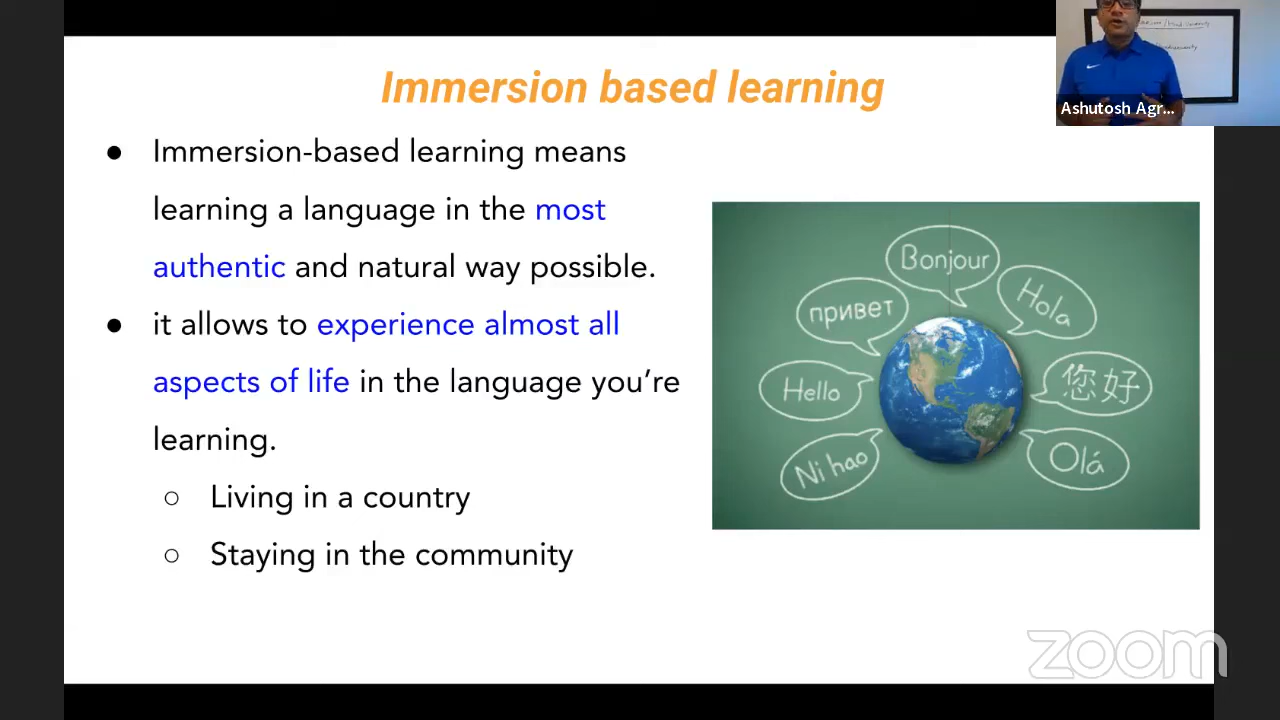 Immersion based learning
● Immersion-based learning means
learning a language in the most
authentic and natural way possible.
● it allows to experience almost all
aspects of life in the language you're
learning.
○ Living in a country
○ Staying in the community
Bonjour
привет
Hola
Hello
您好
Ni hao
Olá
Ashutosh Agr...
zoom